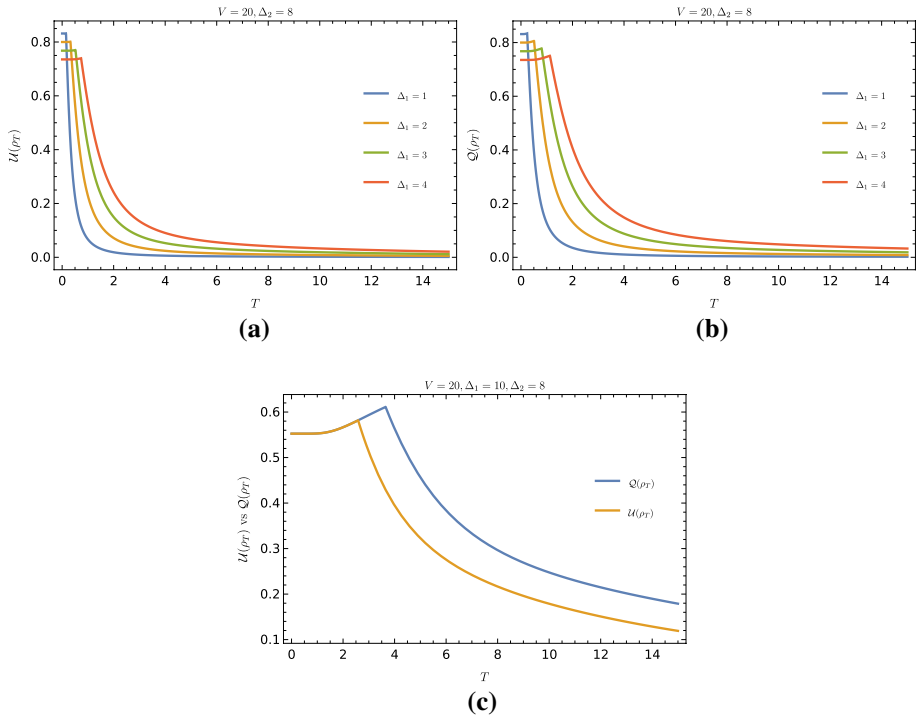 V = 20, Δ₂ = 8
0.8
0.6
0.4
0.2
0.0
𝒰(ρ_T)
Δ₁ = 1
Δ₁ = 2
Δ₁ = 3
Δ₁ = 4
0 2 4 6 8 10 12 14
T
(a)
V = 20, Δ₂ = 8
0.8
0.6
0.4
0.2
0.0
𝒬(ρ_T)
Δ₁ = 1
Δ₁ = 2
Δ₁ = 3
Δ₁ = 4
0 2 4 6 8 10 12 14
T
(b)
V = 20, Δ₁ = 10, Δ₂ = 8
0.6
0.5
0.4
0.3
0.2
0.1
𝒰(ρ_T) vs 𝒬(ρ_T)
𝒬(ρ_T)
𝒰(ρ_T)
0 2 4 6 8 10 12 14
T
(c)